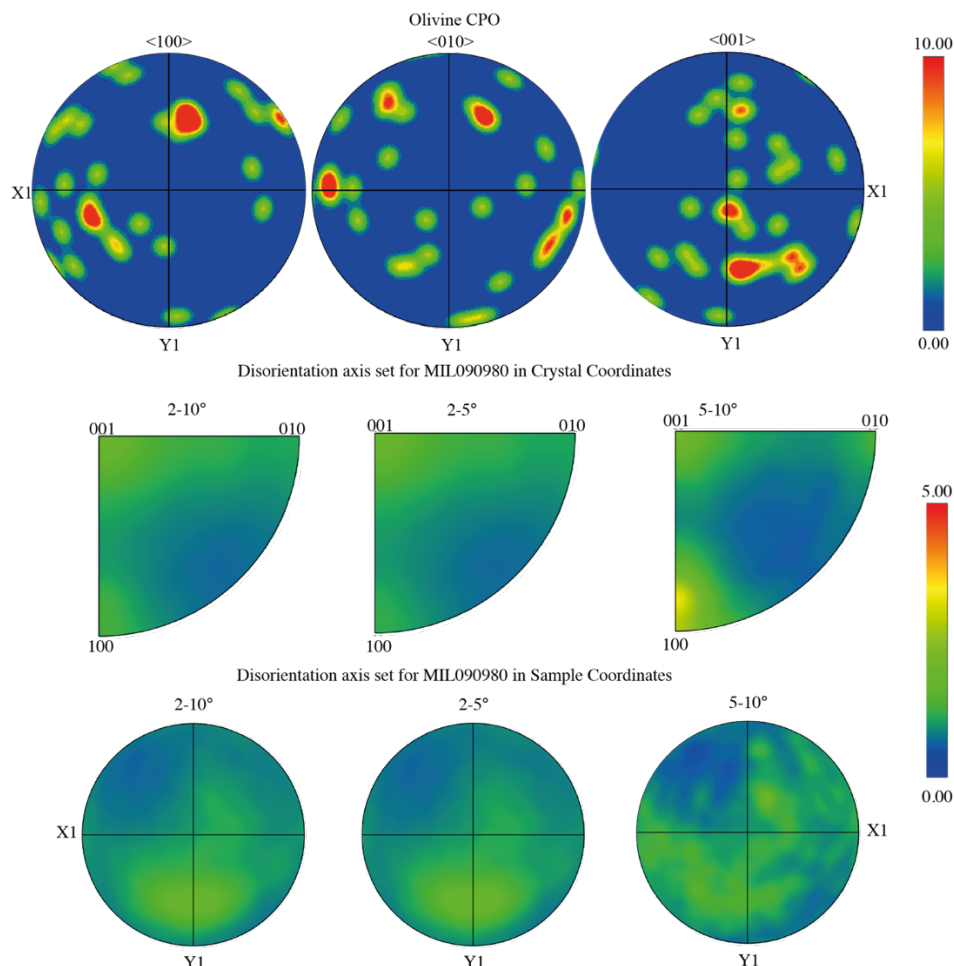 Olivine CPO
<100> <010> <001>
10.00
X1 X1
0.00
Y1 Y1 Y1
Disorientation axis set for MIL090980 in Crystal Coordinates
2-10° 2-5° 5-10°
001 010 001 010 001 010
5.00
100 100 100
Disorientation axis set for MIL090980 in Sample Coordinates
2-10° 2-5° 5-10°
0.00
X1 X1
Y1 Y1 Y1